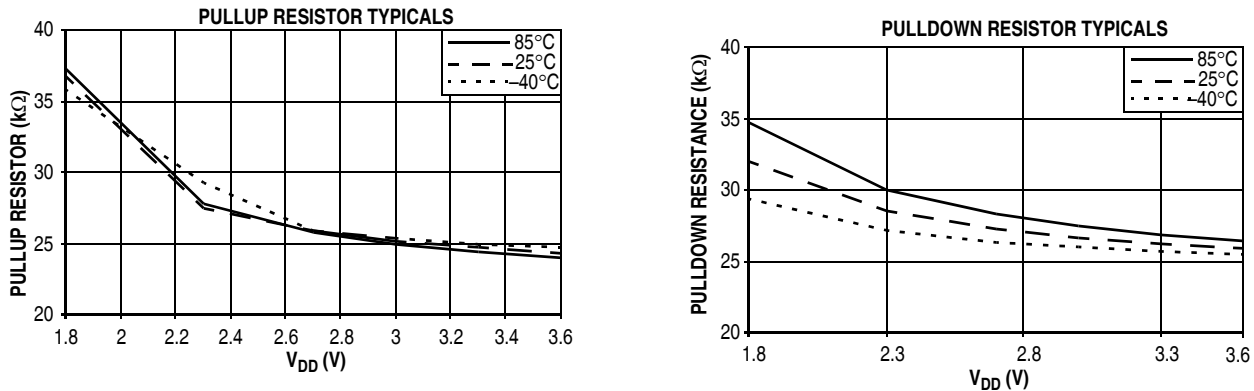 PULLUP RESISTOR TYPICALS
PULLUP RESISTOR (kΩ)
40
35
30
25
20
85°C
25°C
–40°C
1.8 2 2.2 2.4 2.6 2.8 3 3.2 3.4 3.6
VDD (V)
PULLDOWN RESISTOR TYPICALS
PULLDOWN RESISTANCE (kΩ)
40
35
30
25
20
85°C
25°C
–40°C
1.8 2.3 2.8 3.3 3.6
VDD (V)